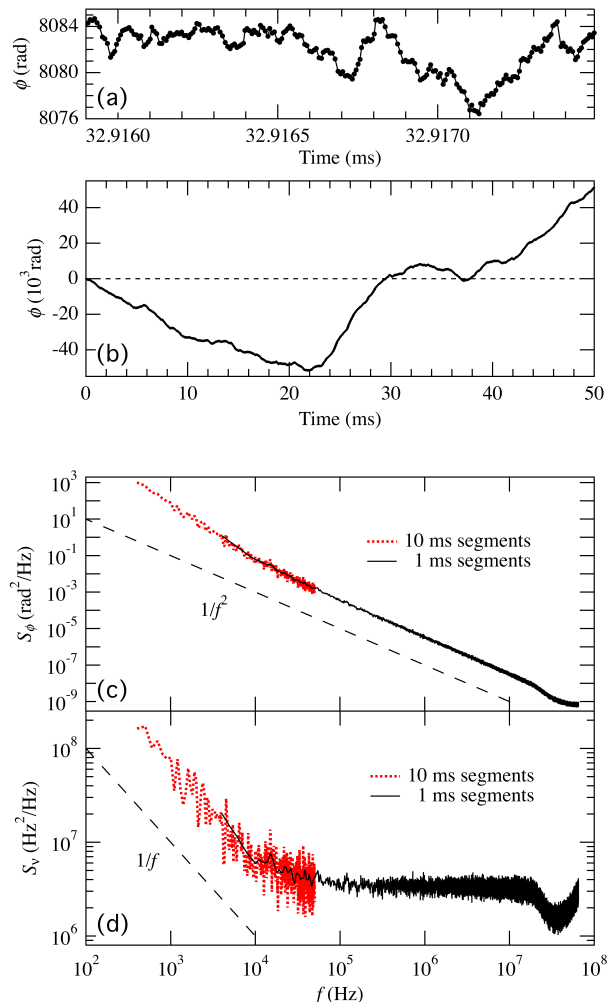 8084
8080
8076
ϕ (rad)
(a)
32.9160 32.9165 32.9170
Time (ms)
40
20
0
-20
-40
ϕ (10³rad)
(b)
0 10 20 30 40 50
Time (ms)
10³
10¹
10⁻¹
10⁻³
10⁻⁵
10⁻⁷
10⁻⁹
S_ϕ (rad²/Hz)
10 ms segments
1 ms segments
1/f²
(c)
10⁸
10⁷
10⁶
S_ν (Hz²/Hz)
10 ms segments
1 ms segments
1/f
(d)
10² 10³ 10⁴ 10⁵ 10⁶ 10⁷ 10⁸
f (Hz)